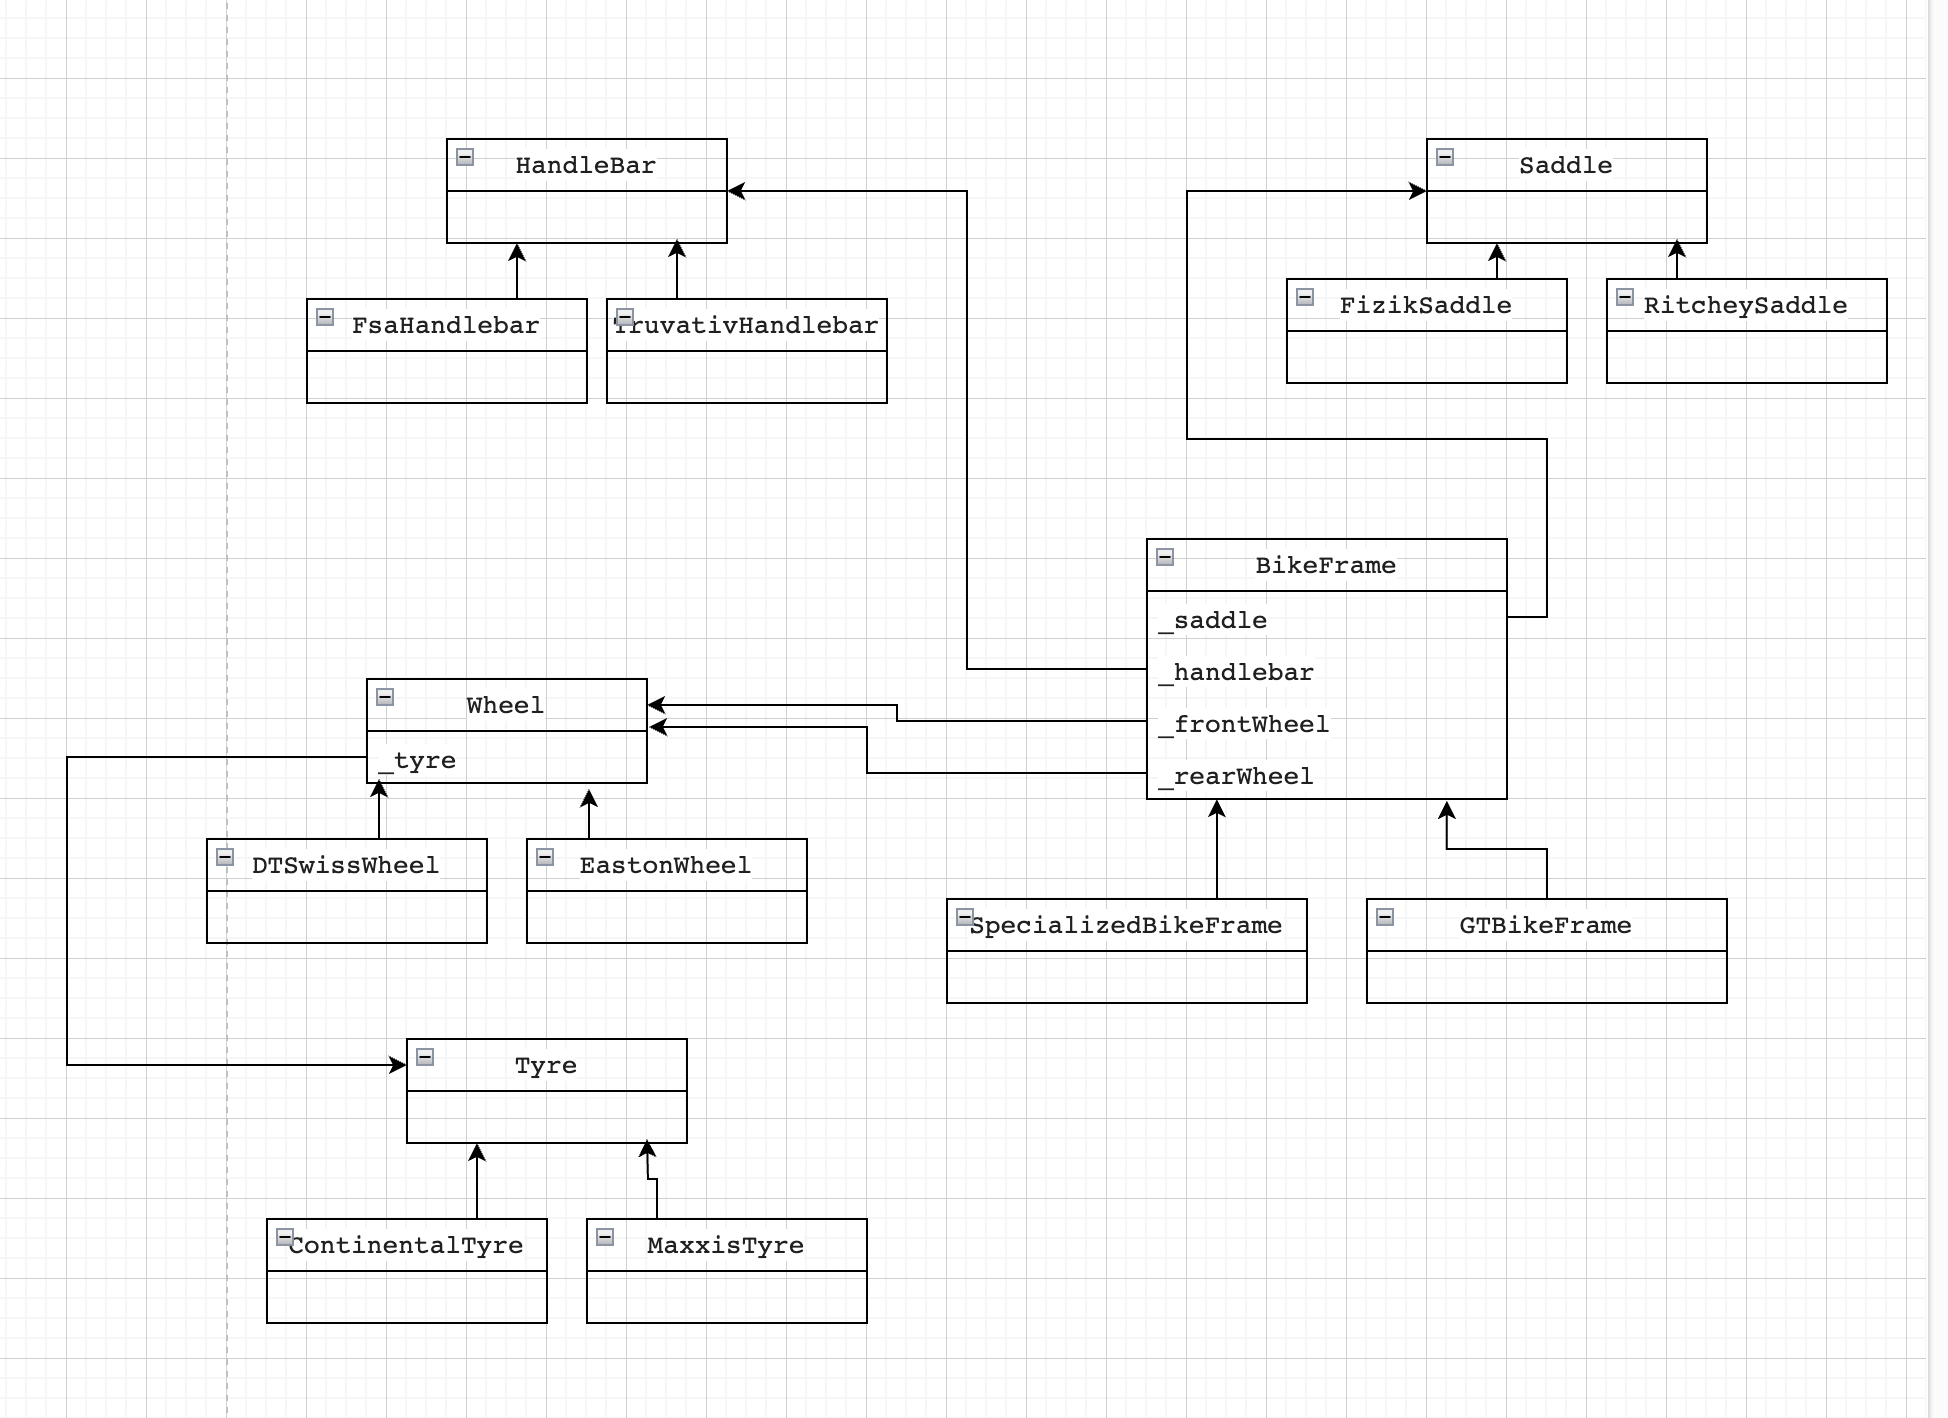 HandleBar
Saddle
FsaHandlebar
TruvativHandlebar
FizikSaddle
RitcheySaddle
BikeFrame
_saddle
_handlebar
_frontWheel
_rearWheel
Wheel
_tyre
DTSwissWheel
EastonWheel
SpecializedBikeFrame
GTBikeFrame
Tyre
ContinentalTyre
MaxxisTyre